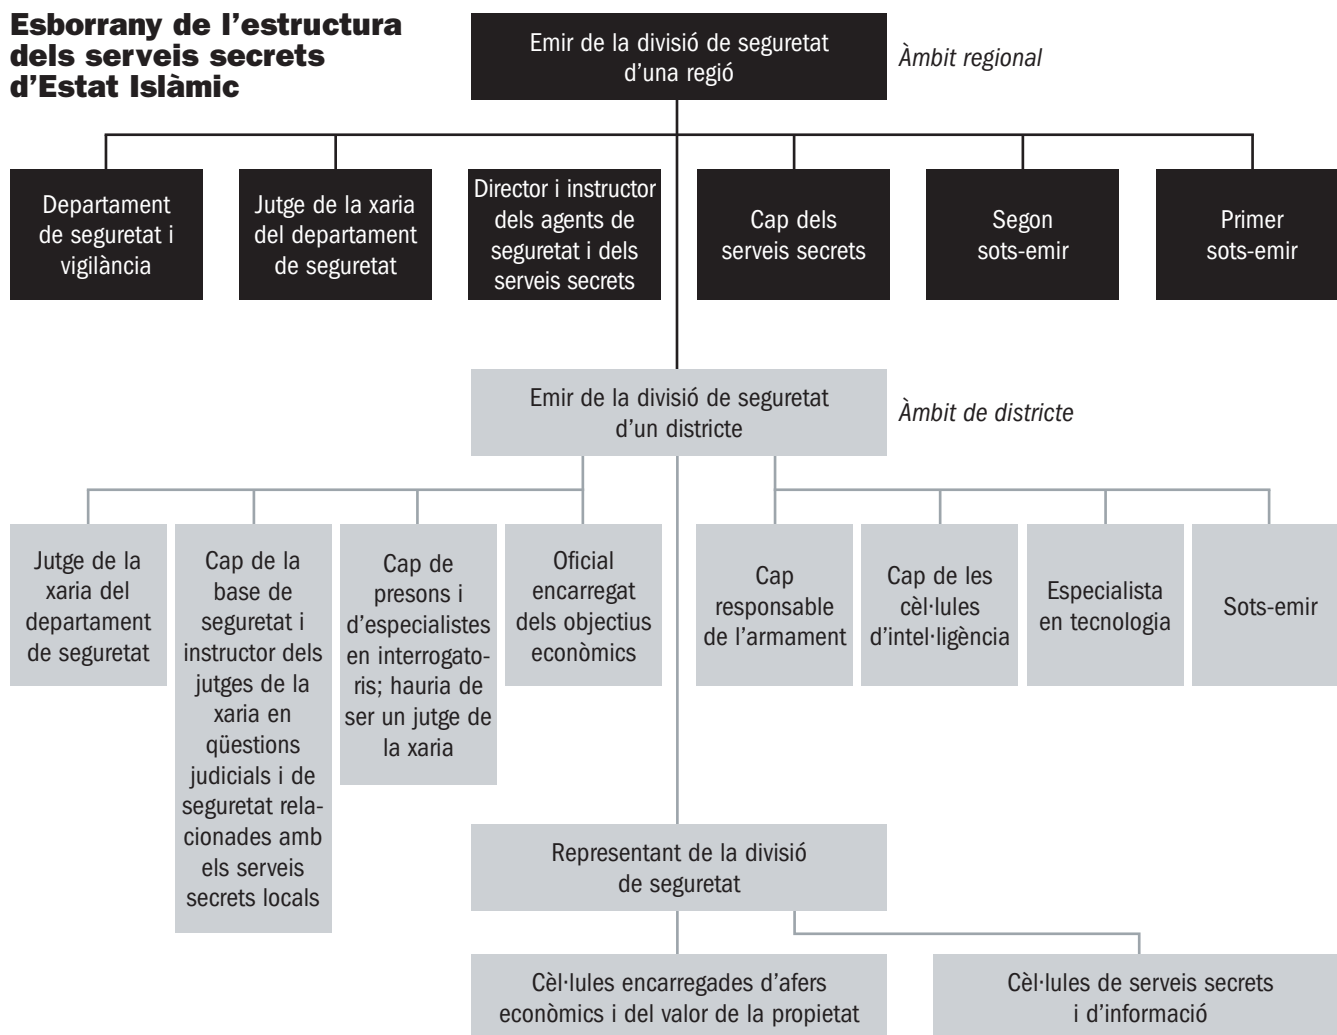 Esborrany de l’estructura
dels serveis secrets
d’Estat Islàmic
Emir de la divisió de seguretat
d’una regió
Àmbit regional
Departament
de seguretat i
vigilància
Jutge de la xaria
del departament
de seguretat
Director i instructor
dels agents de
seguretat i dels
serveis secrets
Cap dels
serveis secrets
Segon
sots-emir
Primer
sots-emir
Emir de la divisió de seguretat
d’un districte
Àmbit de districte
Jutge de la
xaria del
departament
de seguretat
Cap de la
base de
seguretat i
instructor dels
jutges de la
xaria en
qüestions
judicials i de
seguretat rela-
cionades amb
els serveis
secrets locals
Cap de
presons i
d’especialistes
en interrogato-
ris; hauria de
ser un jutge de
la xaria
Oficial
encarregat
dels objectius
econòmics
Cap
responsable
de l’armament
Cap de les
cèl·lules
d’intel·ligència
Especialista
en tecnologia
Sots-emir
Representant de la divisió
de seguretat
Cèl·lules encarregades d’afers
econòmics i del valor de la propietat
Cèl·lules de serveis secrets
i d’informació